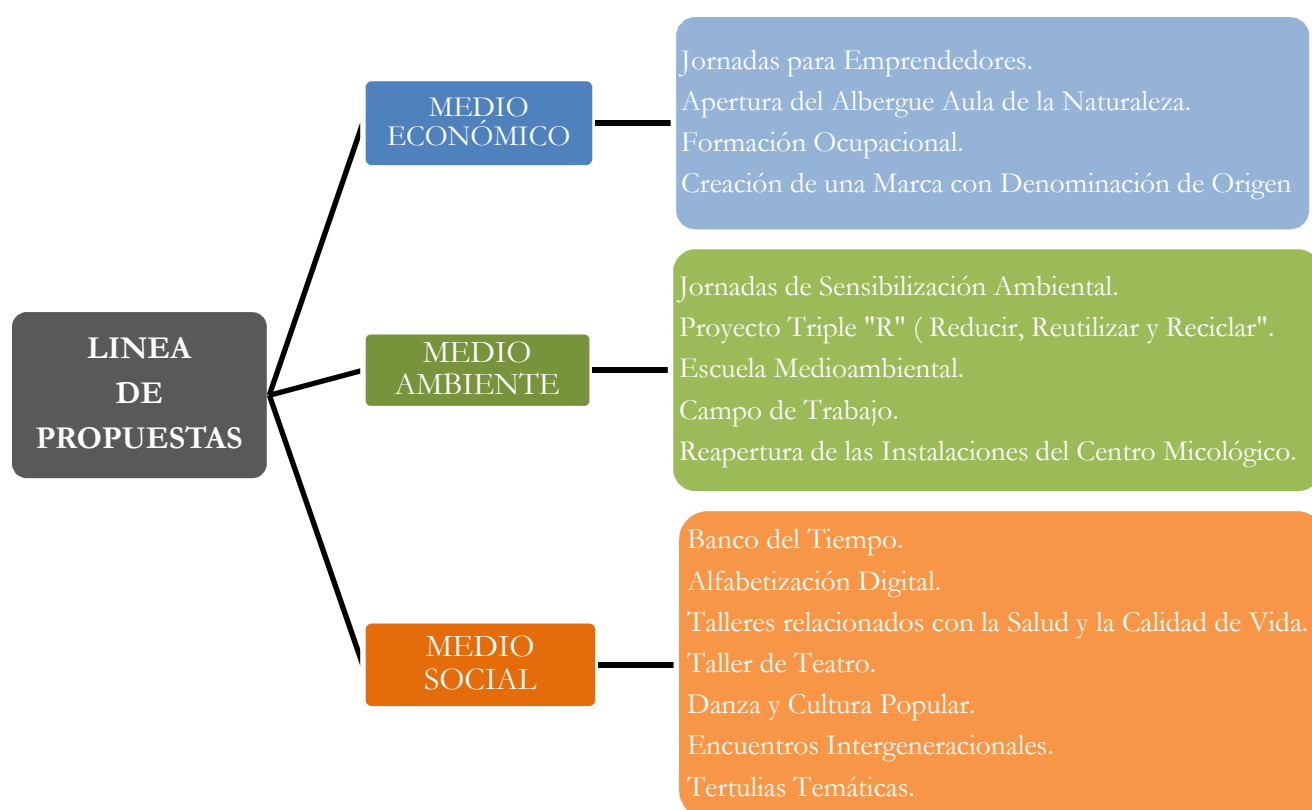 LINEA
DE
PROPUESTAS
MEDIO
ECONÓMICO
Jornadas para Emprendedores.
Apertura del Albergue Aula de la Naturaleza.
Formación Ocupacional.
Creación de una Marca con Denominación de Origen
MEDIO
AMBIENTE
Jornadas de Sensibilización Ambiental.
Proyecto Triple "R" ( Reducir, Reutilizar y Reciclar".
Escuela Medioambiental.
Campo de Trabajo.
Reapertura de las Instalaciones del Centro Micológico.
MEDIO
SOCIAL
Banco del Tiempo.
Alfabetización Digital.
Talleres relacionados con la Salud y la Calidad de Vida.
Taller de Teatro.
Danza y Cultura Popular.
Encuentros Intergeneracionales.
Tertulias Temáticas.